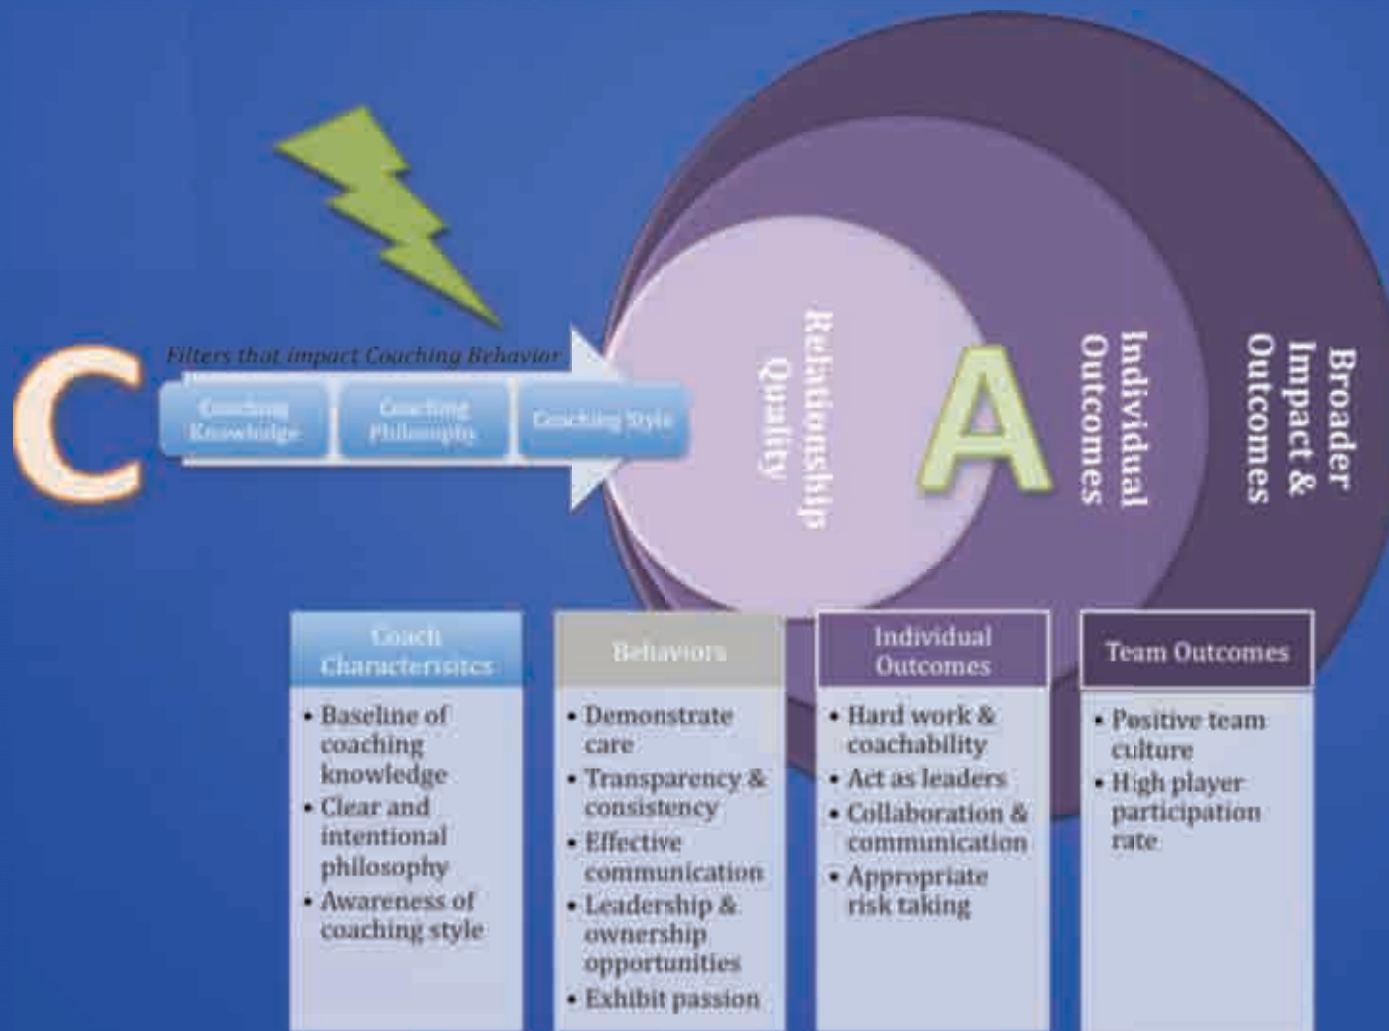 C
Filters that impact Coaching Behavior
Coaching
Knowledge
Coaching
Philosophy
Coaching Style
Relationship
Quality
A
Individual
Outcomes
Broader
Impact &
Outcomes
Coach
Characterisitcs
• Baseline of
coaching
knowledge
• Clear and
intentional
philosophy
• Awareness of
coaching style
Behaviors
• Demonstrate
care
• Transparency &
consistency
• Effective
communication
• Leadership &
ownership
opportunities
• Exhibit passion
Individual
Outcomes
• Hard work &
coachability
• Act as leaders
• Collaboration &
communication
• Appropriate
risk taking
Team Outcomes
• Positive team
culture
• High player
participation
rate